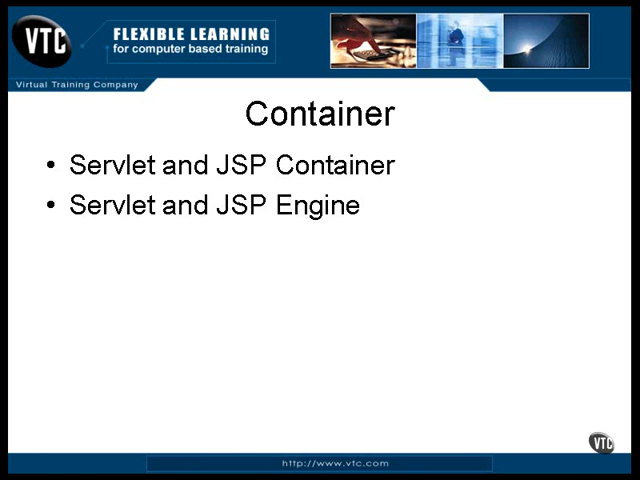 VTC
FLEXIBLE LEARNING
for computer based training
Virtual Training Company
Container
• Servlet and JSP Container
• Servlet and JSP Engine
VTC
http://www.vtc.com